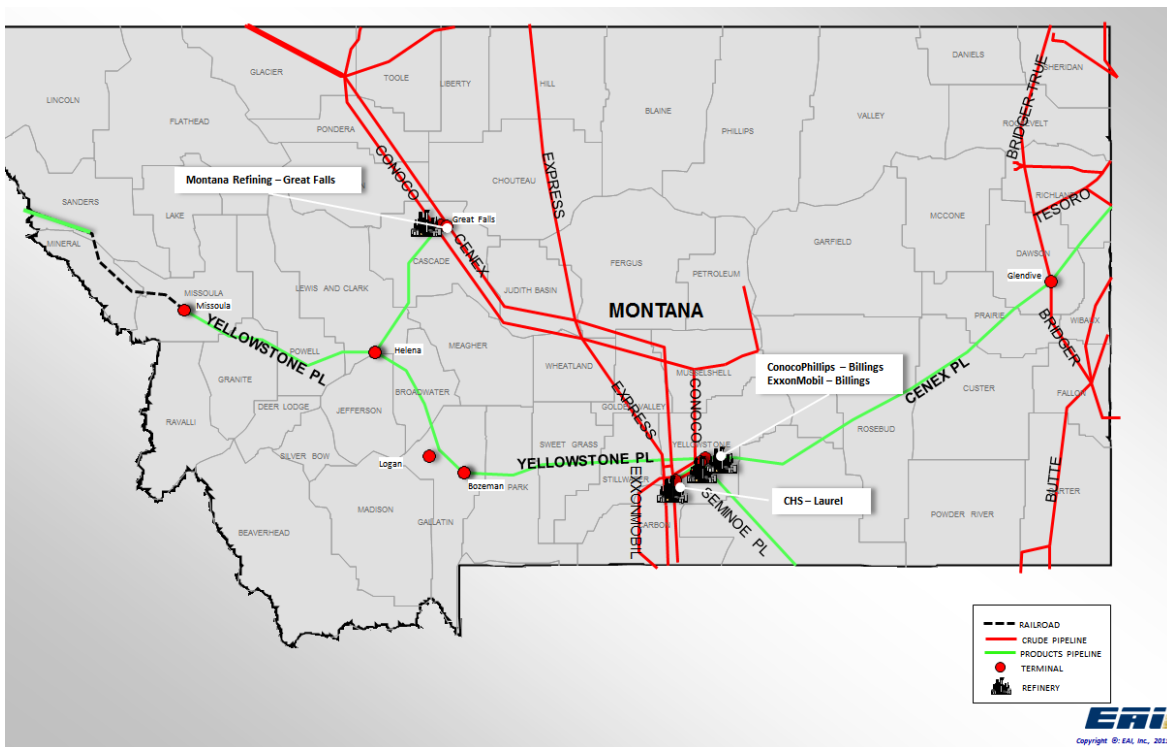 DANIELS
SHERIDAN
GLACIER
TOOLE
LIBERTY
HILL
BLAINE
PHILLIPS
VALLEY
LINCOLN
FLATHEAD
PONDERA
ROOSEVELT
BRIDGER TRUE
CONOCO
EXPRESS
CHOUTEAU
Montana Refining – Great Falls
SANDERS
LAKE
MCCONE
RICHLAND
TESORO
Great Falls
MINERAL
CENEX
CASCADE
FERGUS
PETROLEUM
GARFIELD
DAWSON
Glendive
MISSOULA
Missoula
LEWIS AND CLARK
JUDITH BASIN
MONTANA
PRAIRIE
WIBAUX
BRIDGER
YELLOWSTONE PL
POWELL
Helena
MEAGHER
WHEATLAND
MUSSELSHELL
ConocoPhillips – Billings
ExxonMobil – Billings
CENEX PL
CUSTER
FALLON
GRANITE
BROADWATER
DEER LODGE
JEFFERSON
GOLDEN VALLEY
EXPRESS
CONOCO
ROSEBUD
RAVALLI
SILVER BOW
SWEET GRASS
YELLOWSTONE
Logan
YELLOWSTONE PL
STILLWATER
Bozeman
PARK
CHS – Laurel
BUTTE
CARTER
MADISON
GALLATIN
EXXONMOBIL
CARBON
SEMINOE PL
POWDER RIVER
BEAVERHEAD
RAILROAD
CRUDE PIPELINE
PRODUCTS PIPELINE
TERMINAL
REFINERY
EAI
Copyright ©: EAI, Inc., 201